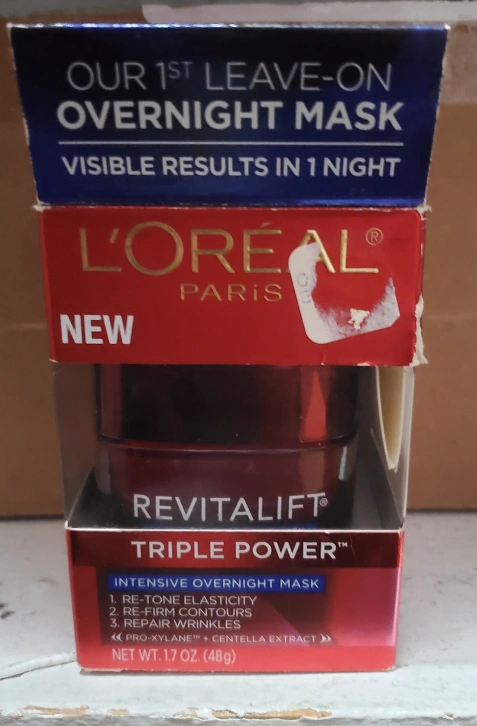 OUR 1ST LEAVE-ON
OVERNIGHT MASK
VISIBLE RESULTS IN 1 NIGHT
L'ORÉAL®
PARiS
NEW
REVITALIFT®
TRIPLE POWER™
INTENSIVE OVERNIGHT MASK
1. RE-TONE ELASTICITY
2. RE-FIRM CONTOURS
3. REPAIR WRINKLES
《 PRO-XYLANE™ + CENTELLA EXTRACT 》
NET WT. 1.7 OZ. (48g)